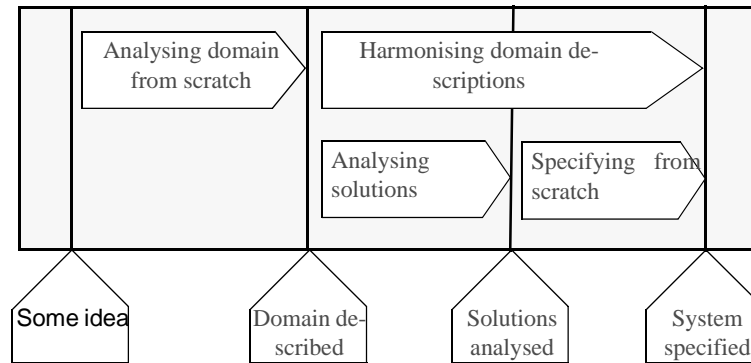 Analysing domain
from scratch
Harmonising domain de-
scriptions
Analysing
solutions
Specifying from
scratch
Some idea
Domain de-
scribed
Solutions
analysed
System
specified